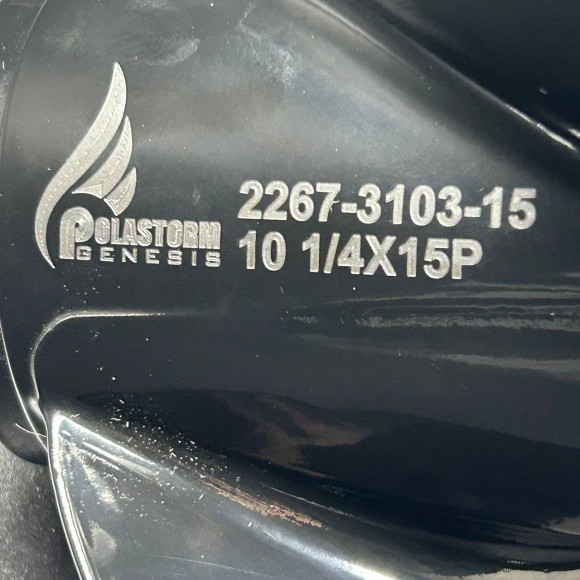 POLASTORM
GENESIS
2267-3103-15
10 1/4X15P